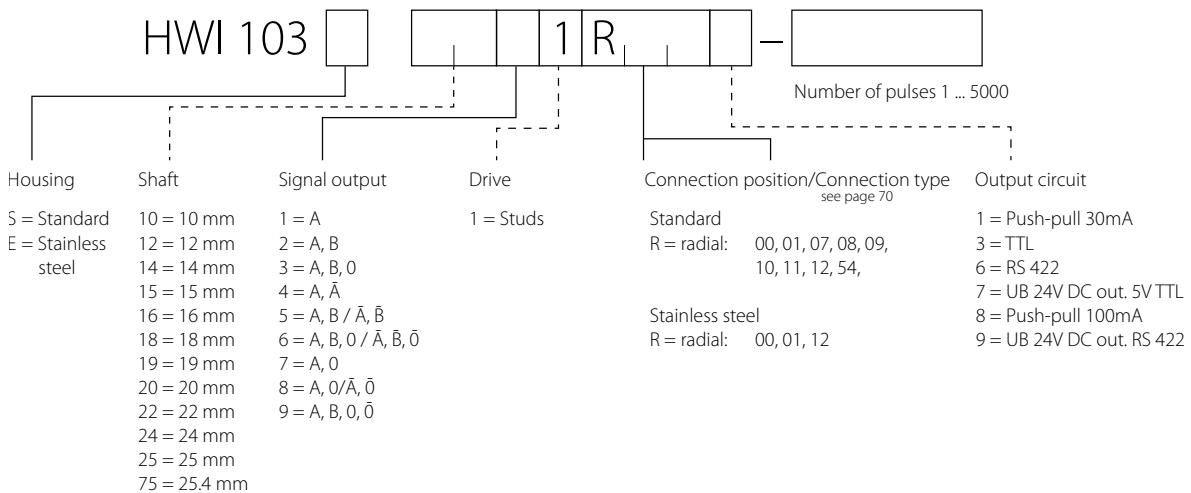 HWI 103 1 R –
Number of pulses 1 ... 5000
Housing
S = Standard
E = Stainless
steel
Shaft
10 = 10 mm
12 = 12 mm
14 = 14 mm
15 = 15 mm
16 = 16 mm
18 = 18 mm
19 = 19 mm
20 = 20 mm
22 = 22 mm
24 = 24 mm
25 = 25 mm
75 = 25.4 mm
Signal output
1 = A
2 = A, B
3 = A, B, 0
4 = A, Ā
5 = A, B / Ā, B̄
6 = A, B, 0 / Ā, B̄, 0̄
7 = A, 0
8 = A, 0/Ā, 0̄
9 = A, B, 0, 0̄
Drive
1 = Studs
Connection position/Connection type
see page 70
Standard
R = radial: 00, 01, 07, 08, 09,
10, 11, 12, 54,
Stainless steel
R = radial: 00, 01, 12
Output circuit
1 = Push-pull 30mA
3 = TTL
6 = RS 422
7 = UB 24V DC out. 5V TTL
8 = Push-pull 100mA
9 = UB 24V DC out. RS 422